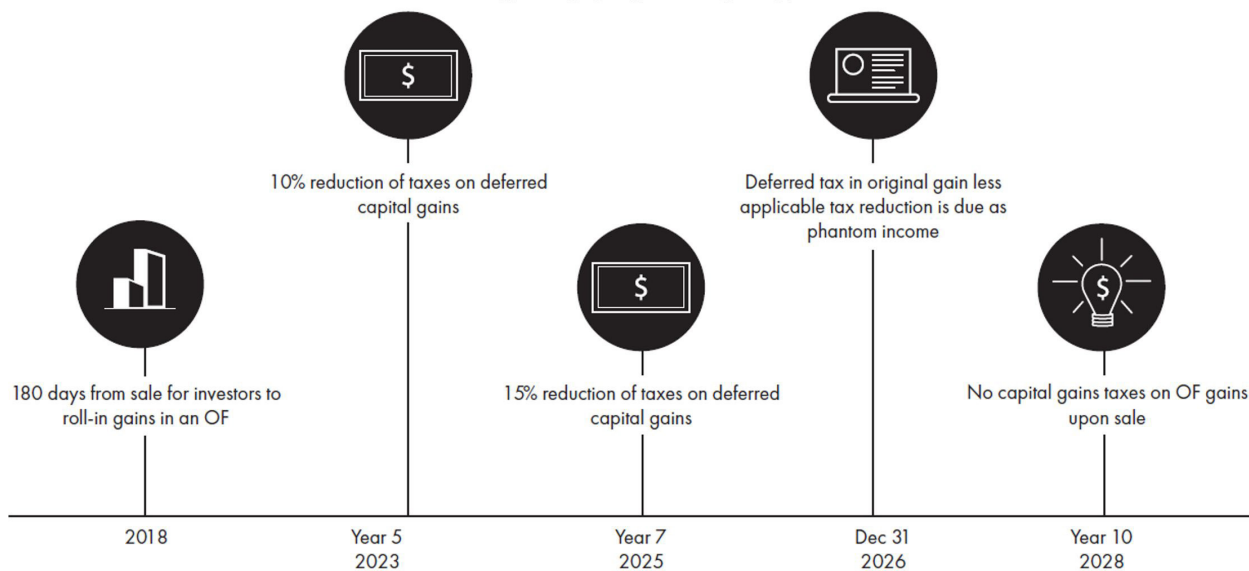 $
10% reduction of taxes on deferred
capital gains
Deferred tax in original gain less
applicable tax reduction is due as
phantom income
$
$
180 days from sale for investors to
roll-in gains in an OF
15% reduction of taxes on deferred
capital gains
No capital gains taxes on OF gains
upon sale
2018
Year 5
2023
Year 7
2025
Dec 31
2026
Year 10
2028